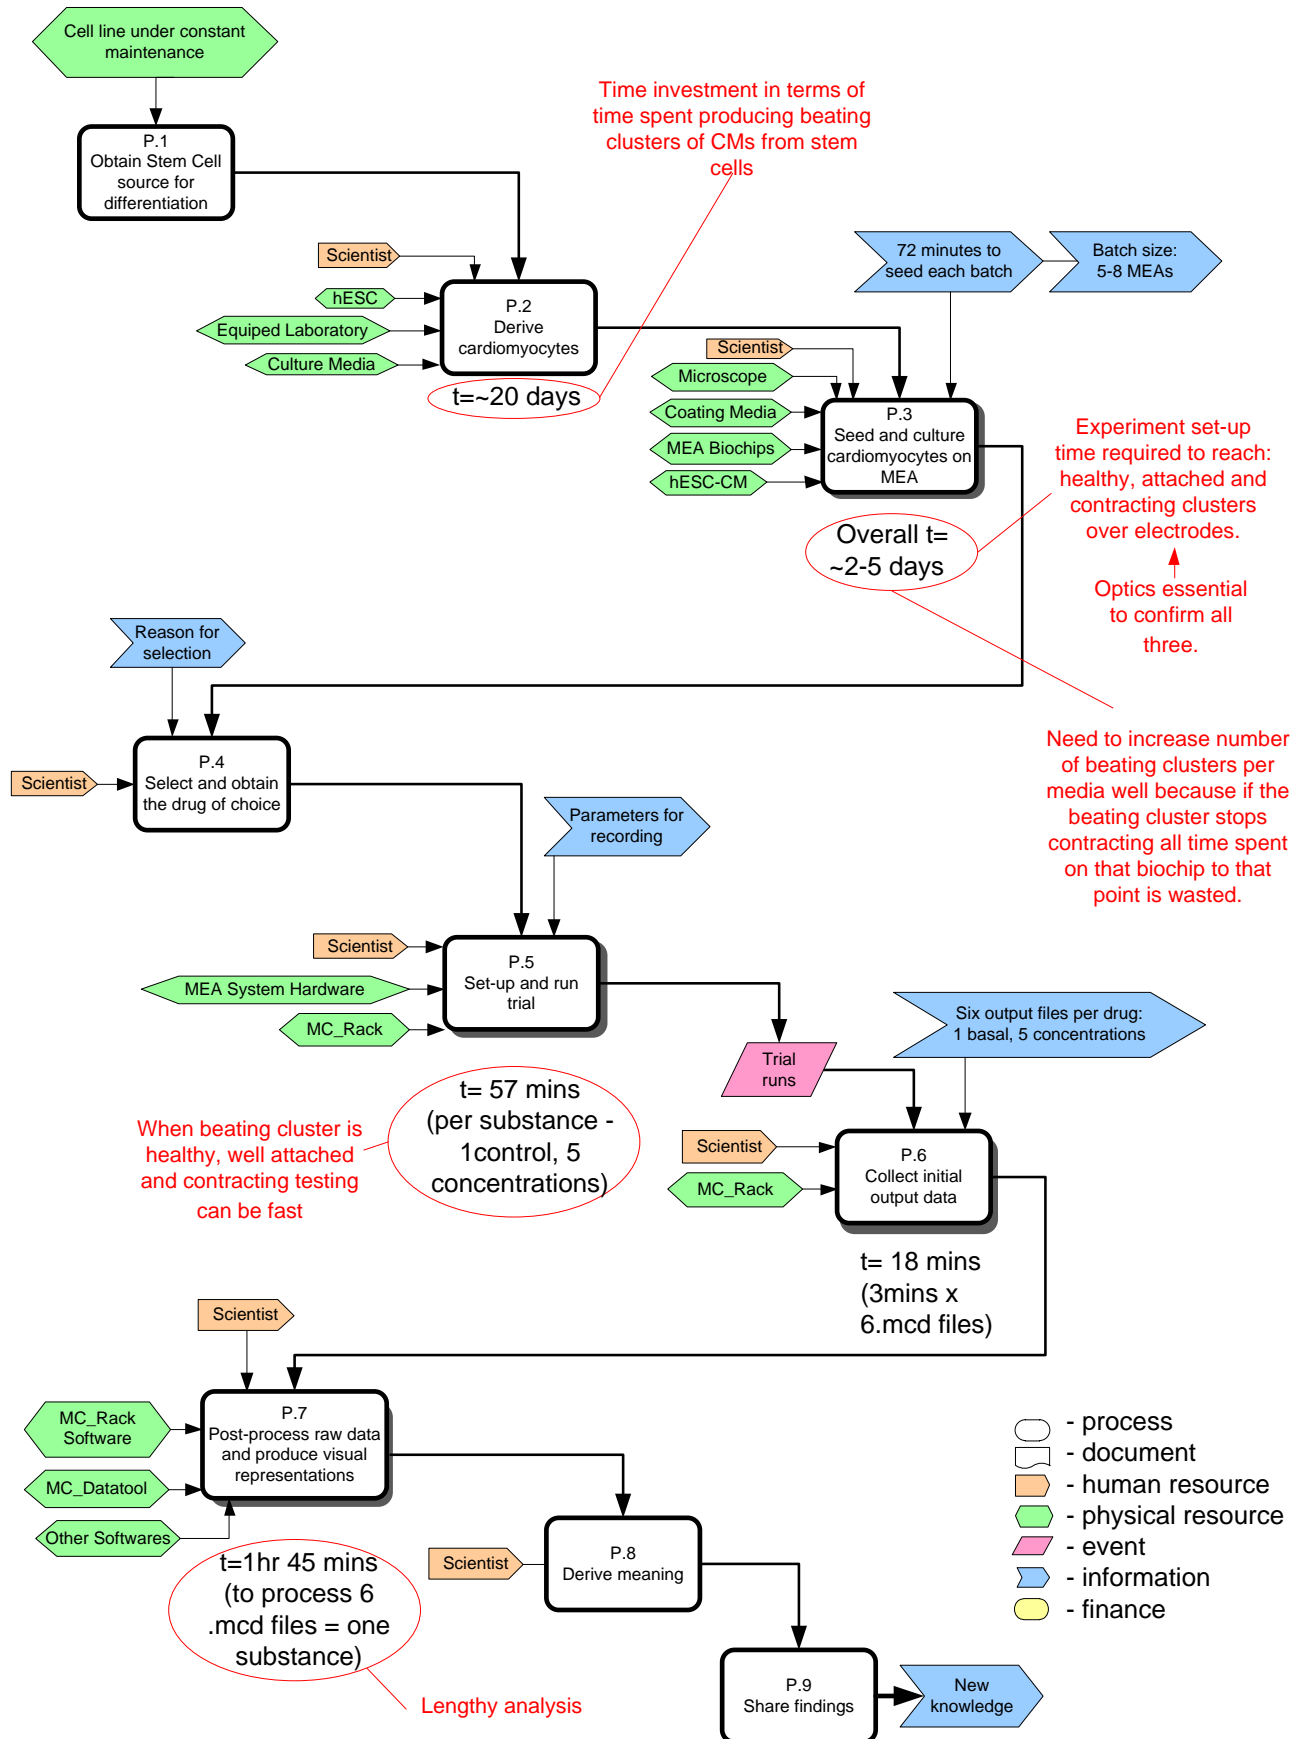 Cell line under constant
maintenance
Time investment in terms of
time spent producing beating
clusters of CMs from stem
cells
P.1
Obtain Stem Cell
source for
differentiation
Scientist
hESC
Equiped Laboratory
Culture Media
P.2
Derive
cardiomyocytes
t=~20 days
72 minutes to
seed each batch
Batch size:
5-8 MEAs
Scientist
Microscope
Coating Media
MEA Biochips
hESC-CM
P.3
Seed and culture
cardiomyocytes on
MEA
Overall t=
~2-5 days
Experiment set-up
time required to reach:
healthy, attached and
contracting clusters
over electrodes.
Optics essential
to confirm all
three.
Need to increase number
of beating clusters per
media well because if the
beating cluster stops
contracting all time spent
on that biochip to that
point is wasted.
Reason for
selection
Scientist
P.4
Select and obtain
the drug of choice
Parameters for
recording
Scientist
MEA System Hardware
MC_Rack
P.5
Set-up and run
trial
t= 57 mins
(per substance -
1control, 5
concentrations)
When beating cluster is
healthy, well attached
and contracting testing
can be fast
Trial
runs
Six output files per drug:
1 basal, 5 concentrations
Scientist
MC_Rack
P.6
Collect initial
output data
t= 18 mins
(3mins x
6.mcd files)
Scientist
MC_Rack
Software
MC_Datatool
Other Softwares
P.7
Post-process raw data
and produce visual
representations
t=1hr 45 mins
(to process 6
.mcd files = one
substance)
Lengthy analysis
Scientist
P.8
Derive meaning
P.9
Share findings
New
knowledge
- process
- document
- human resource
- physical resource
- event
- information
- finance